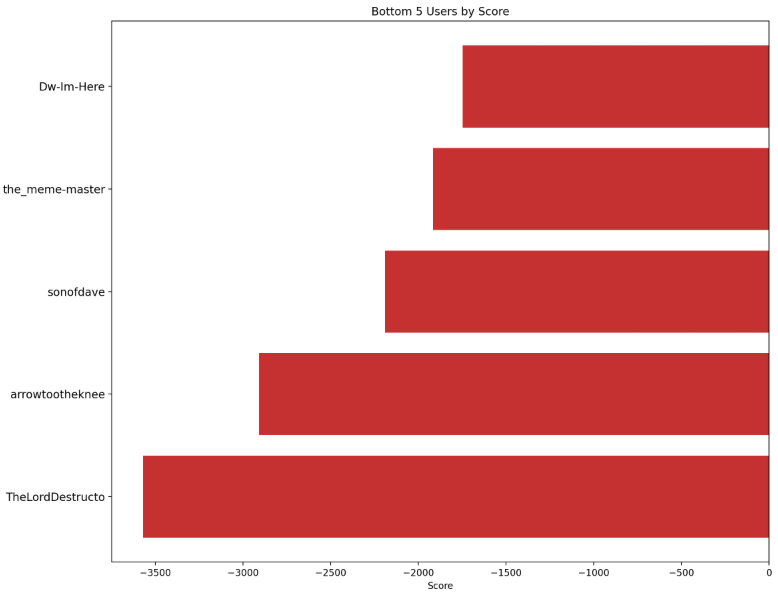 Bottom 5 Users by Score
Dw-Im-Here
the_meme-master
sonofdave
arrowtootheknee
TheLordDestructo
−3500 −3000 −2500 −2000 −1500 −1000 −500 0
Score